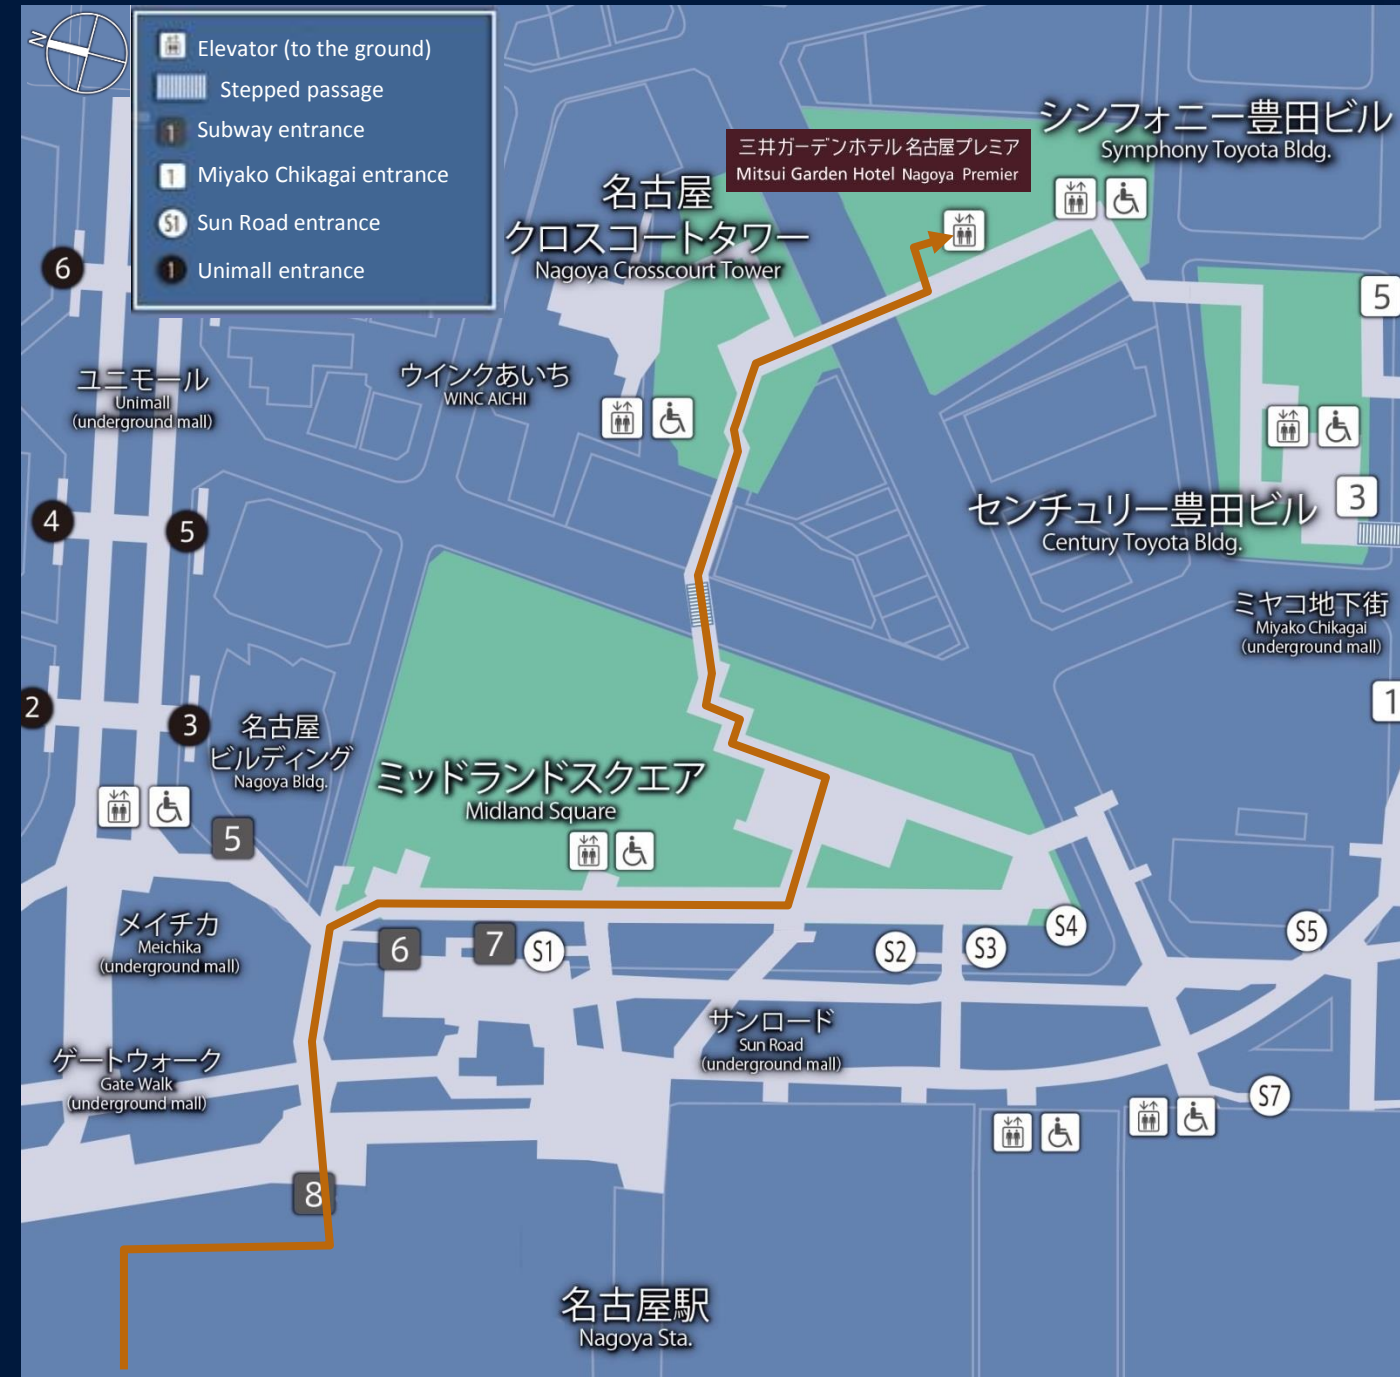 N
Elevator (to the ground)
Stepped passage
1 Subway entrance
1 Miyako Chikagai entrance
S1 Sun Road entrance
1 Unimall entrance
シンフォニー豊田ビル
Symphony Toyota Bldg.
三井ガーデンホテル 名古屋プレミア
Mitsui Garden Hotel Nagoya Premier
名古屋
クロスコートタワー
Nagoya Crosscourt Tower
6
5
ユニモール
Unimall
(underground mall)
ウインクあいち
WINC AICHI
4
5
3
センチュリー豊田ビル
Century Toyota Bldg.
ミヤコ地下街
Miyako Chikagai
(underground mall)
2
3
1
名古屋
ビルディング
Nagoya Bldg.
ミッドランドスクエア
Midland Square
5
メイチカ
Meichika
(underground mall)
6
7
S1
S2
S3
S4
S5
サンロード
Sun Road
(underground mall)
ゲートウォーク
Gate Walk
(underground mall)
S7
8
名古屋駅
Nagoya Sta.